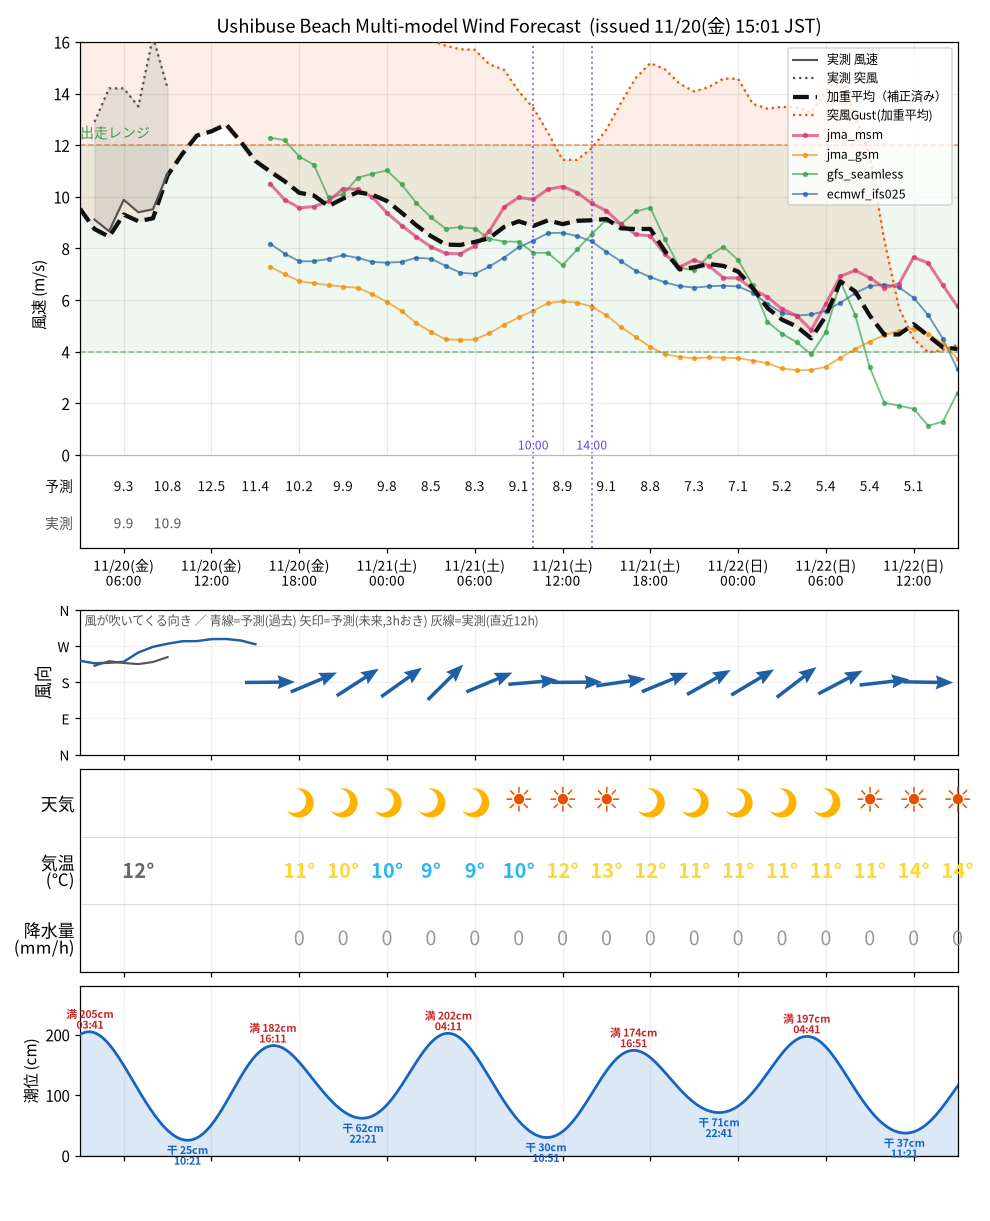 Ushibuse Beach Multi-model Wind Forecast (issued 11/20(金) 15:01 JST)
16
14
12
10
8
6
4
2
0
風速 (m/s)
出走レンジ
実測 風速
実測 突風
加重平均（補正済み）
突風Gust(加重平均)
jma_msm
jma_gsm
gfs_seamless
ecmwf_ifs025
10:00 14:00
予測 9.3 10.8 12.5 11.4 10.2 9.9 9.8 8.5 8.3 9.1 8.9 9.1 8.8 7.3 7.1 5.2 5.4 5.4 5.1
実測 9.9 10.9
11/20(金) 11/20(金) 11/20(金) 11/21(土) 11/21(土) 11/21(土) 11/21(土) 11/22(日) 11/22(日) 11/22(日)
06:00 12:00 18:00 00:00 06:00 12:00 18:00 00:00 06:00 12:00
風が吹いてくる向き ／ 青線=予測(過去) 矢印=予測(未来,3hおき) 灰線=実測(直近12h)
N
W
S
E
N
風向
天気
気温
(℃)
12° 11° 10° 10° 9° 9° 10° 12° 13° 12° 11° 11° 11° 11° 11° 14° 14°
降水量
(mm/h)
0 0 0 0 0 0 0 0 0 0 0 0 0 0 0 0
潮位 (cm)
200
100
0
満 205cm
03:41
満 182cm
16:11
満 202cm
04:11
満 174cm
16:51
満 197cm
04:41
干 25cm
10:21
干 62cm
22:21
干 30cm
10:51
干 71cm
22:41
干 37cm
11:21